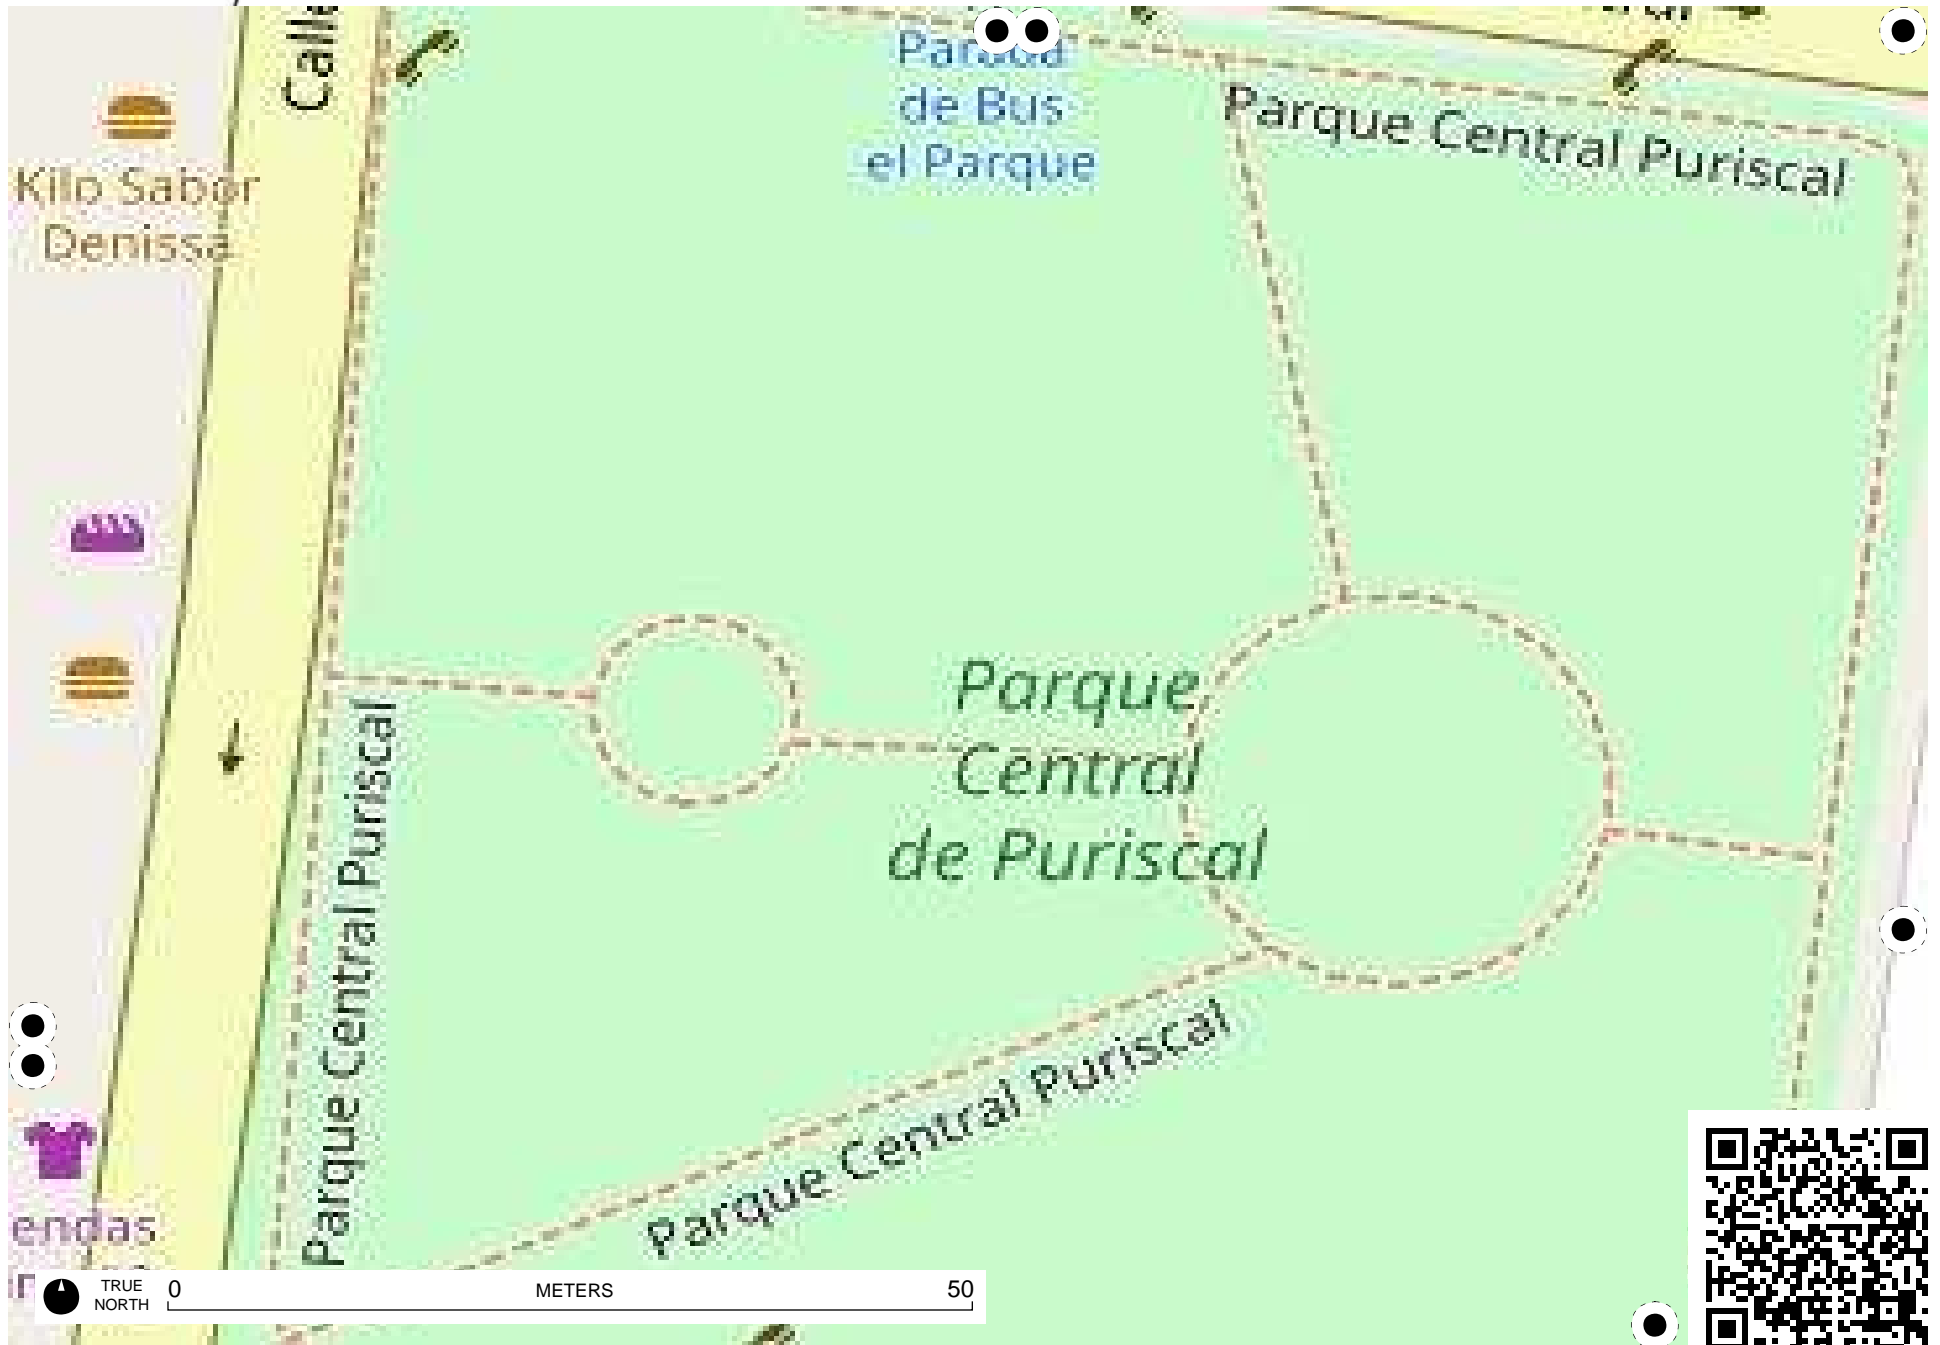 Calle
Parada
de Bus
el Parque
Parque Central Puriscal
Kilo Sabor
Denissa
Parque
Central
de Puriscal
Parque Central Puriscal
Parque Central Puriscal
endas
TRUE
NORTH
0
METERS
50